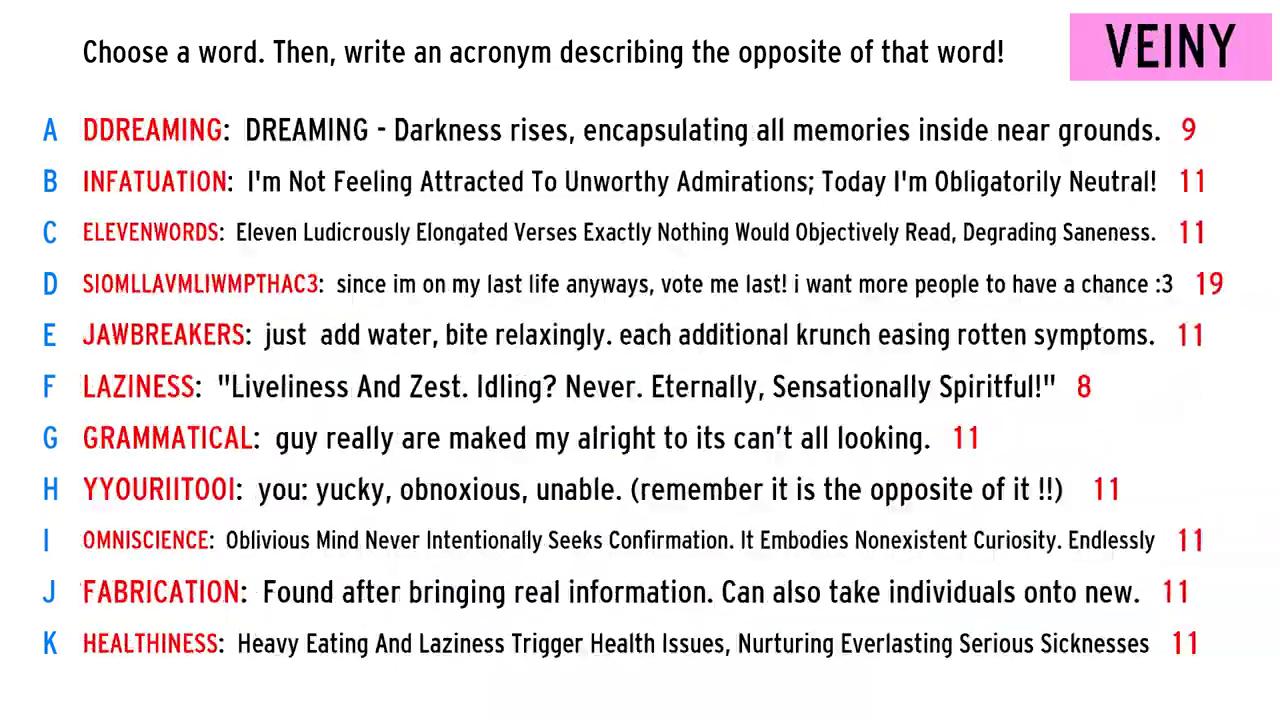 Choose a word. Then, write an acronym describing the opposite of that word! VEINY
A DDREAMING: DREAMING - Darkness rises, encapsulating all memories inside near grounds. 9
B INFATUATION: I'm Not Feeling Attracted To Unworthy Admirations; Today I'm Obligatorily Neutral! 11
C ELEVENWORDS: Eleven Ludicrously Elongated Verses Exactly Nothing Would Objectively Read, Degrading Saneness. 11
D SIOMLLAVMLIWMPTHAC3: since im on my last life anyways, vote me last! i want more people to have a chance :3 19
E JAWBREAKERS: just add water, bite relaxingly. each additional krunch easing rotten symptoms. 11
F LAZINESS: "Liveliness And Zest. Idling? Never. Eternally, Sensationally Spiritful!" 8
G GRAMMATICAL: guy really are maked my alright to its can't all looking. 11
H YYOURIITOOI: you: yucky, obnoxious, unable. (remember it is the opposite of it !!) 11
I OMNISCIENCE: Oblivious Mind Never Intentionally Seeks Confirmation. It Embodies Nonexistent Curiosity. Endlessly 11
J FABRICATION: Found after bringing real information. Can also take individuals onto new. 11
K HEALTHINESS: Heavy Eating And Laziness Trigger Health Issues, Nurturing Everlasting Serious Sicknesses 11